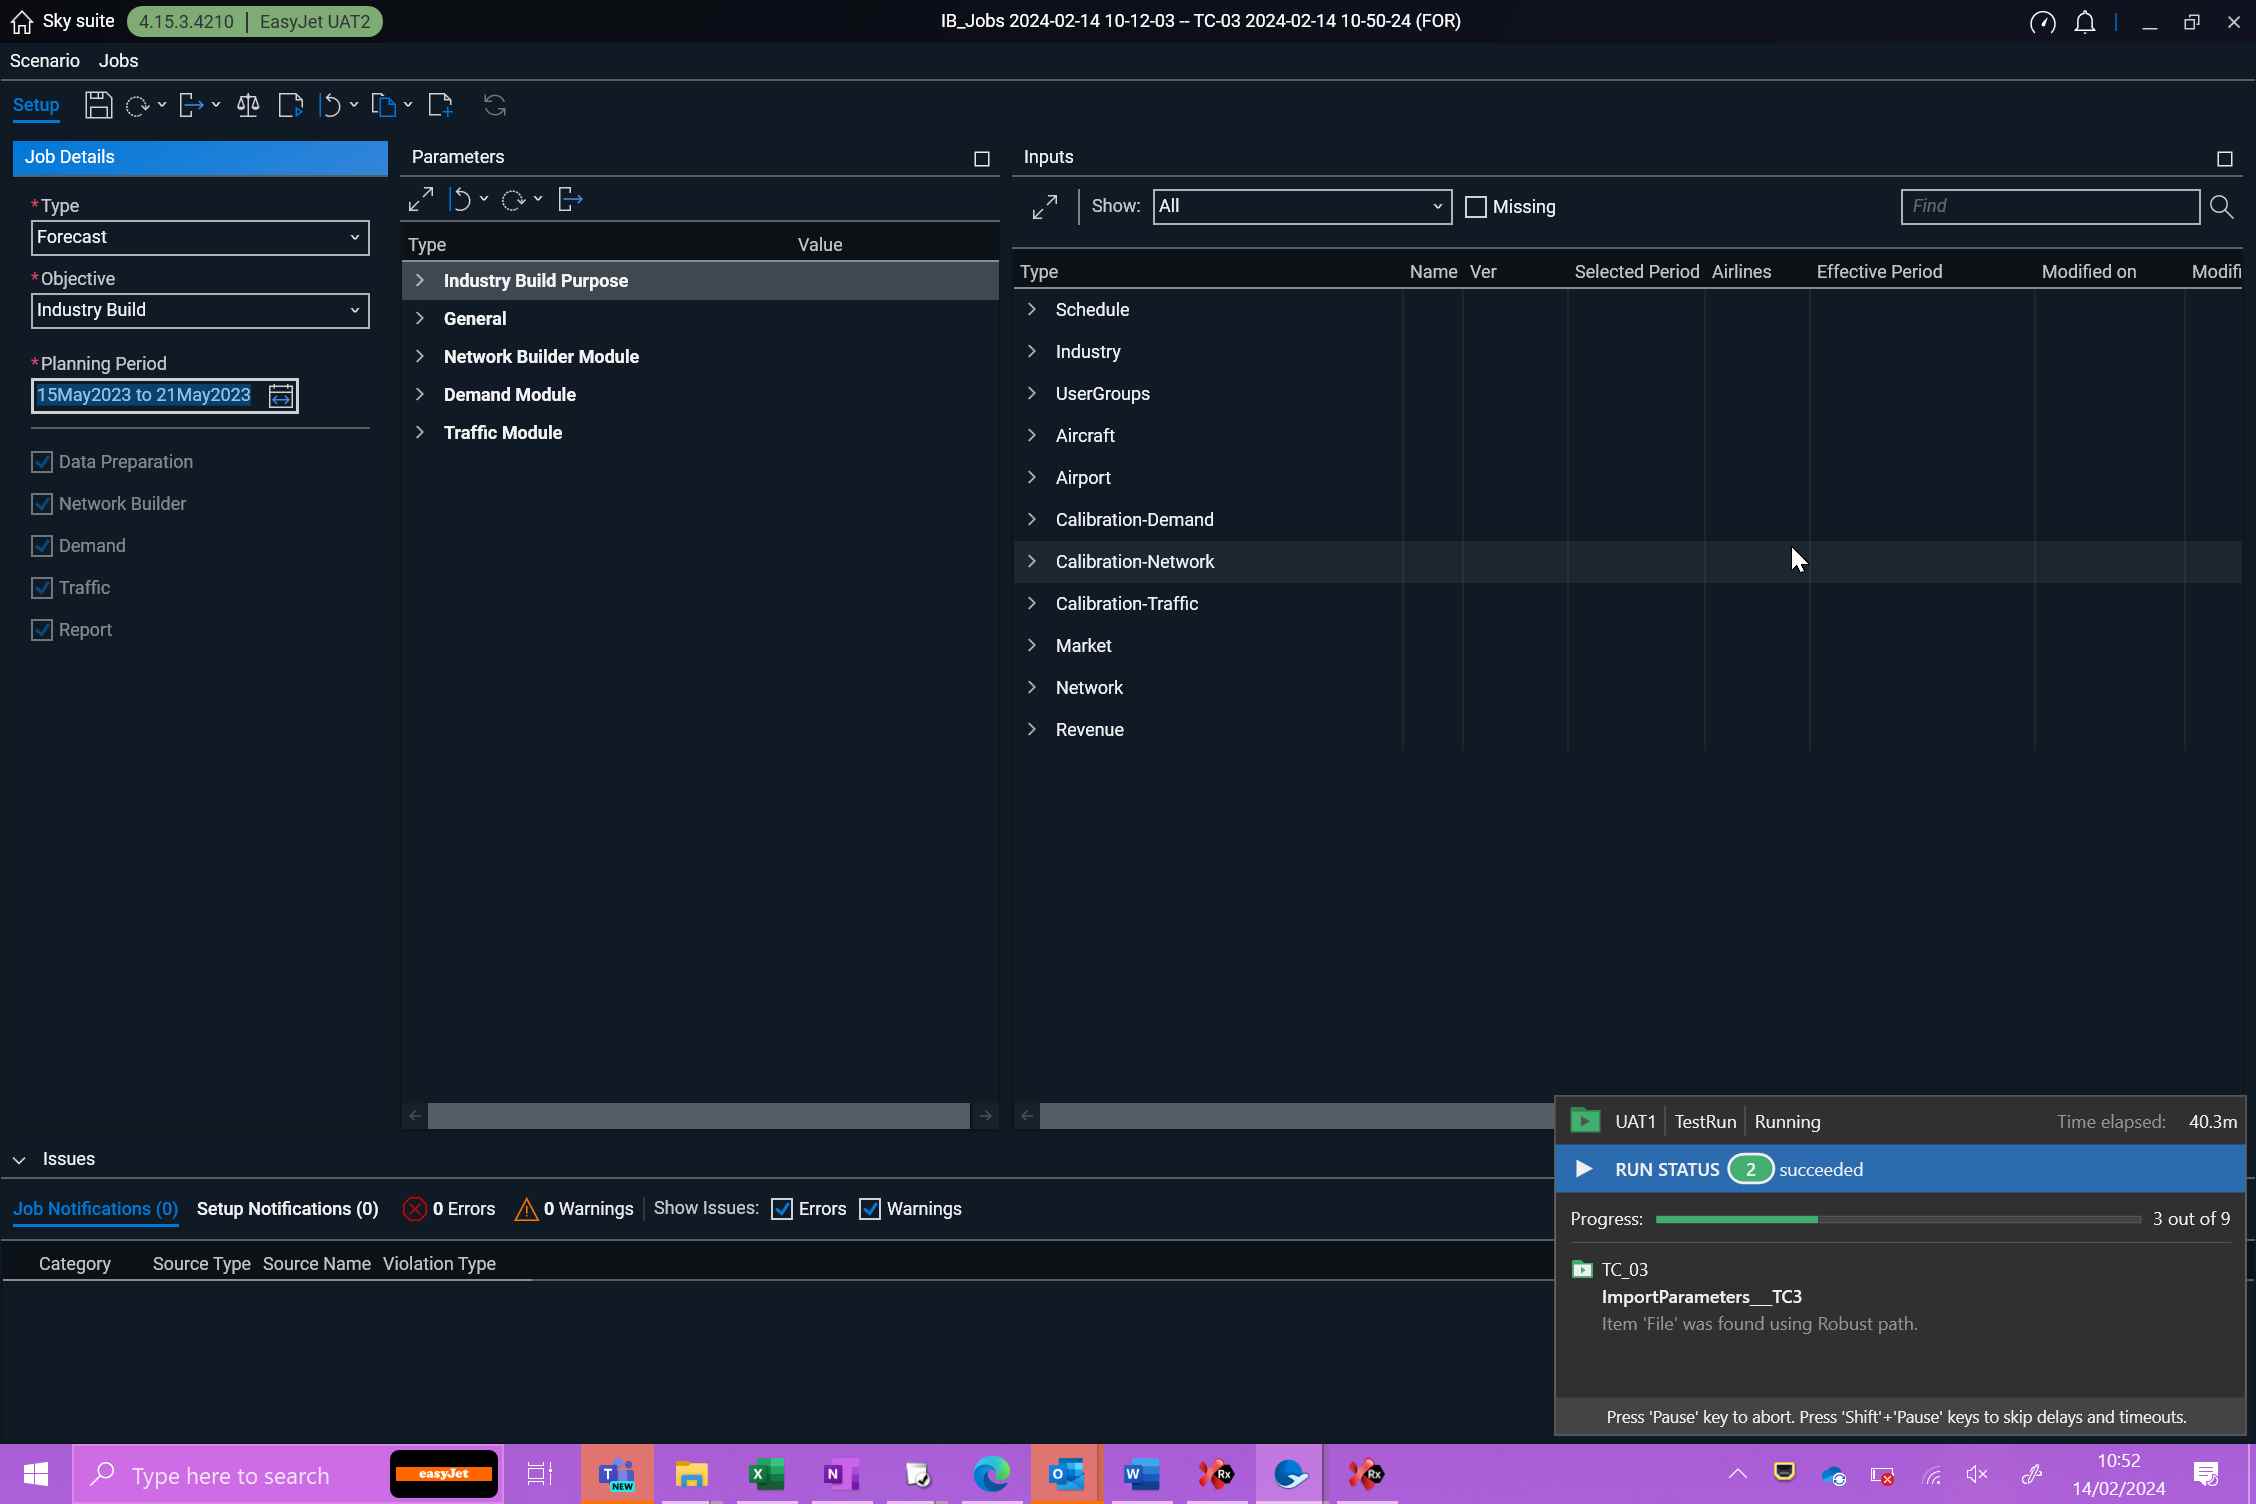 Sky suite
4.15.3.4210 | EasyJet UAT2
IB_Jobs 2024-02-14 10-12-03 -- TC-03 2024-02-14 10-50-24 (FOR)
Scenario Jobs
Setup
Job Details
*Type
Forecast
*Objective
Industry Build
*Planning Period
15May2023 to 21May2023
Data Preparation
Network Builder
Demand
Traffic
Report
Parameters
Type Value
Industry Build Purpose
General
Network Builder Module
Demand Module
Traffic Module
Inputs
Show: All Missing Find
Type Name Ver Selected Period Airlines Effective Period Modified on Modifi
Schedule
Industry
UserGroups
Aircraft
Airport
Calibration-Demand
Calibration-Network
Calibration-Traffic
Market
Network
Revenue
Issues
Job Notifications (0) Setup Notifications (0) 0 Errors 0 Warnings Show Issues: Errors Warnings
Category Source Type Source Name Violation Type
UAT1 TestRun Running Time elapsed: 40.3m
RUN STATUS 2 succeeded
Progress: 3 out of 9
TC_03
ImportParameters__TC3
Item 'File' was found using Robust path.
Press 'Pause' key to abort. Press 'Shift'+'Pause' keys to skip delays and timeouts.
Type here to search
easyJet
T
NEW
X
N
O
W
Rx
Rx
10:52
14/02/2024